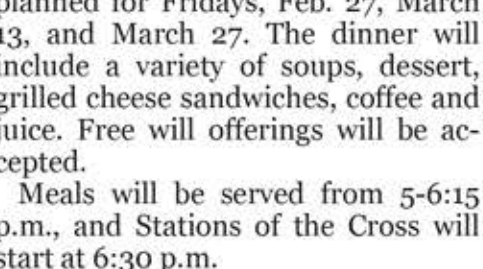 planned for Fridays, Feb. 27, March
13, and March 27. The dinner will
include a variety of soups, dessert,
grilled cheese sandwiches, coffee and
juice. Free will offerings will be ac-
cepted.
Meals will be served from 5-6:15
p.m., and Stations of the Cross will
start at 6:30 p.m.